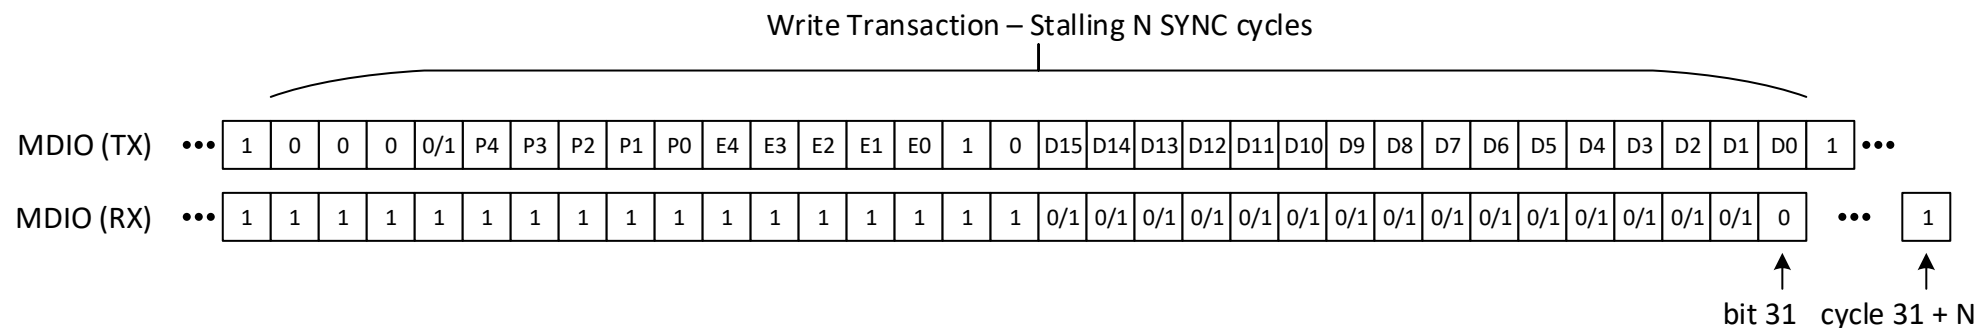 Write Transaction – Stalling N SYNC cycles
MDIO (TX) ••• 1 0 0 0 0/1 P4 P3 P2 P1 P0 E4 E3 E2 E1 E0 1 0 D15 D14 D13 D12 D11 D10 D9 D8 D7 D6 D5 D4 D3 D2 D1 D0 1 •••
MDIO (RX) ••• 1 1 1 1 1 1 1 1 1 1 1 1 1 1 1 1 1 0/1 0/1 0/1 0/1 0/1 0/1 0/1 0/1 0/1 0/1 0/1 0/1 0/1 0/1 0/1 0 ••• 1
bit 31 cycle 31 + N